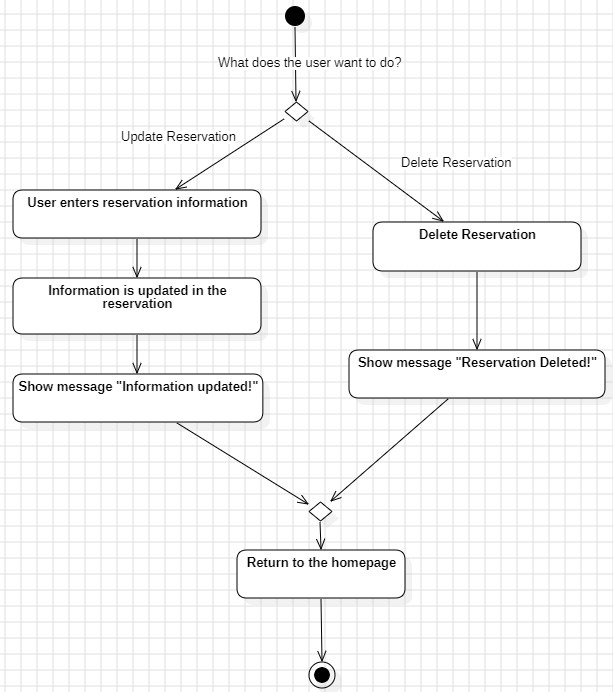 What does the user want to do?
Update Reservation
Delete Reservation
User enters reservation information
Delete Reservation
Information is updated in the
reservation
Show message "Reservation Deleted!"
Show message "Information updated!"
Return to the homepage